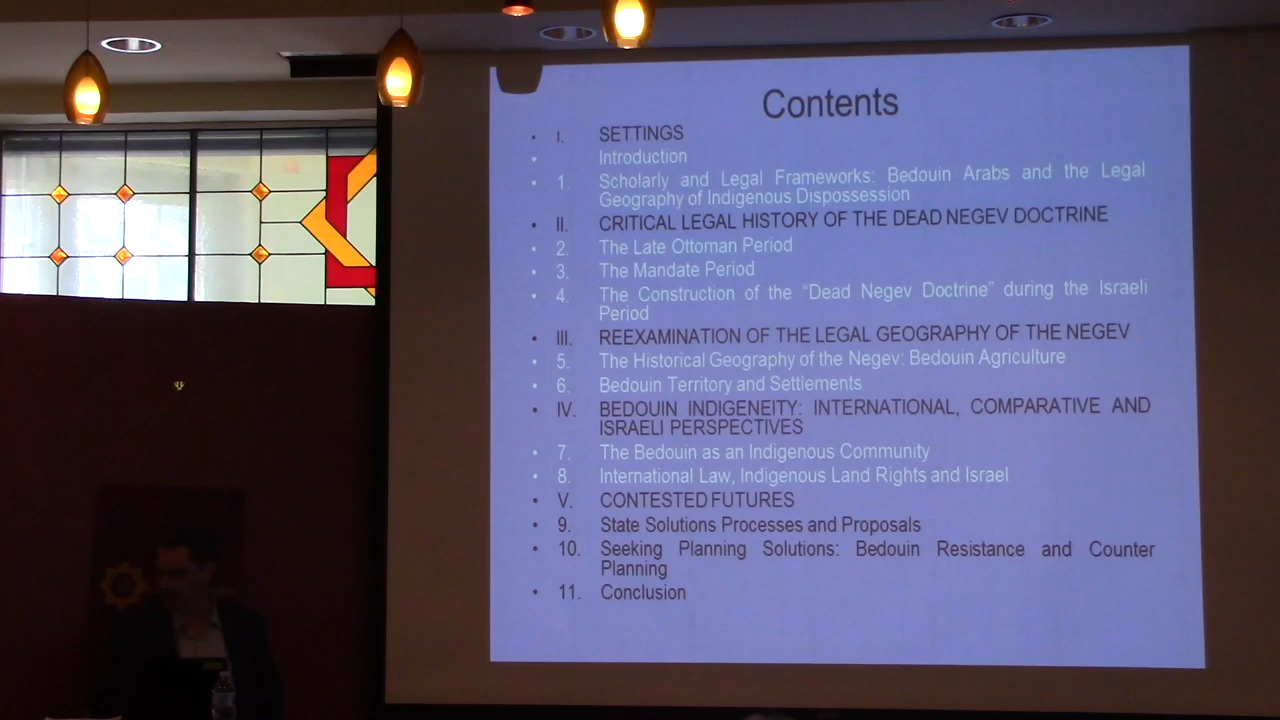 Contents
• I. SETTINGS
• Introduction
• 1. Scholarly and Legal Frameworks: Bedouin Arabs and the Legal
Geography of Indigenous Dispossession
• II. CRITICAL LEGAL HISTORY OF THE DEAD NEGEV DOCTRINE
• 2. The Late Ottoman Period
• 3. The Mandate Period
• 4. The Construction of the “Dead Negev Doctrine” during the Israeli
Period
• III. REEXAMINATION OF THE LEGAL GEOGRAPHY OF THE NEGEV
• 5. The Historical Geography of the Negev: Bedouin Agriculture
• 6. Bedouin Territory and Settlements
• IV. BEDOUIN INDIGENEITY: INTERNATIONAL, COMPARATIVE AND
ISRAELI PERSPECTIVES
• 7. The Bedouin as an Indigenous Community
• 8. International Law, Indigenous Land Rights and Israel
• V. CONTESTED FUTURES
• 9. State Solutions Processes and Proposals
• 10. Seeking Planning Solutions: Bedouin Resistance and Counter
Planning
• 11. Conclusion